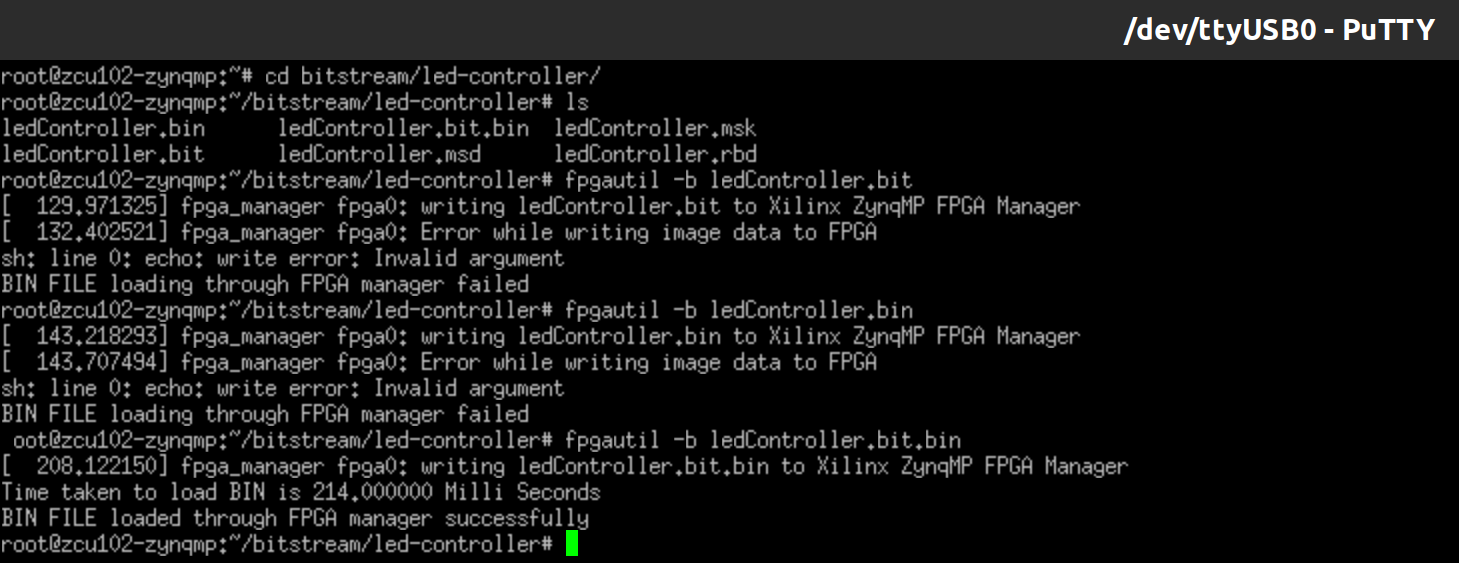 /dev/ttyUSB0 - PuTTY
root@zcu102-zynqmp:~# cd bitstream/led-controller/
root@zcu102-zynqmp:~/bitstream/led-controller# ls
ledController.bin      ledController.bit.bin  ledController.msk
ledController.bit      ledController.msd      ledController.rbd
root@zcu102-zynqmp:~/bitstream/led-controller# fpgautil -b ledController.bit
[  129.971325] fpga_manager fpga0: writing ledController.bit to Xilinx ZynqMP FPGA Manager
[  132.402521] fpga_manager fpga0: Error while writing image data to FPGA
sh: line 0: echo: write error: Invalid argument
BIN FILE loading through FPGA manager failed
root@zcu102-zynqmp:~/bitstream/led-controller# fpgautil -b ledController.bin
[  143.218293] fpga_manager fpga0: writing ledController.bin to Xilinx ZynqMP FPGA Manager
[  143.707494] fpga_manager fpga0: Error while writing image data to FPGA
sh: line 0: echo: write error: Invalid argument
BIN FILE loading through FPGA manager failed
 oot@zcu102-zynqmp:~/bitstream/led-controller# fpgautil -b ledController.bit.bin
[  208.122150] fpga_manager fpga0: writing ledController.bit.bin to Xilinx ZynqMP FPGA Manager
Time taken to load BIN is 214.000000 Milli Seconds
BIN FILE loaded through FPGA manager successfully
root@zcu102-zynqmp:~/bitstream/led-controller#